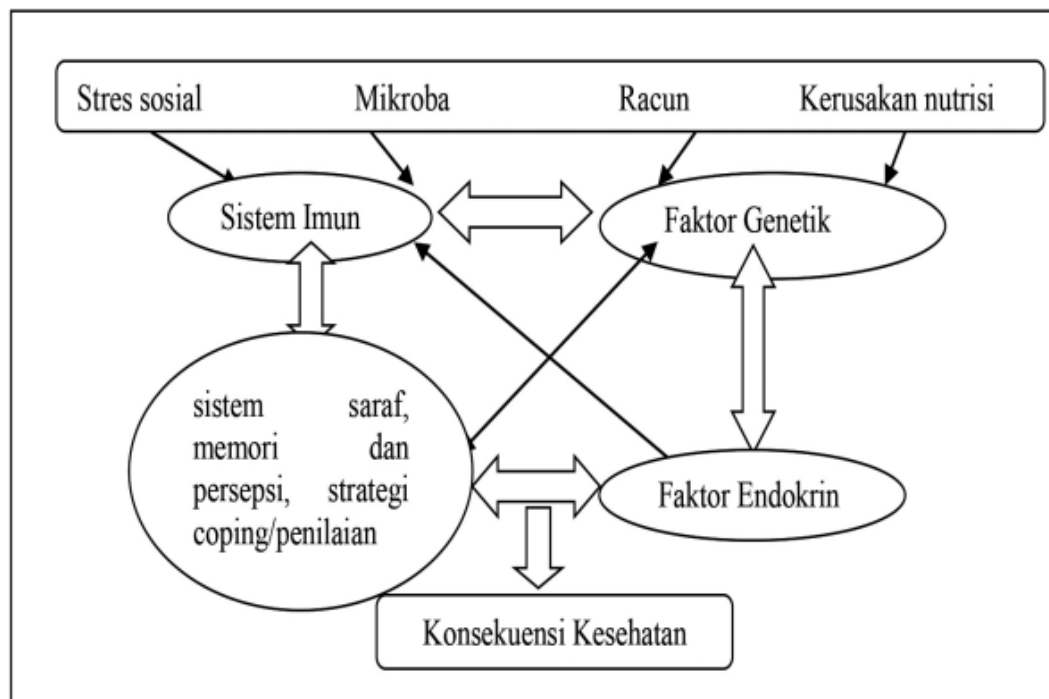 Stres sosial Mikroba Racun Kerusakan nutrisi
Sistem Imun
Faktor Genetik
sistem saraf,
memori dan
persepsi, strategi
coping/penilaian
Faktor Endokrin
Konsekuensi Kesehatan